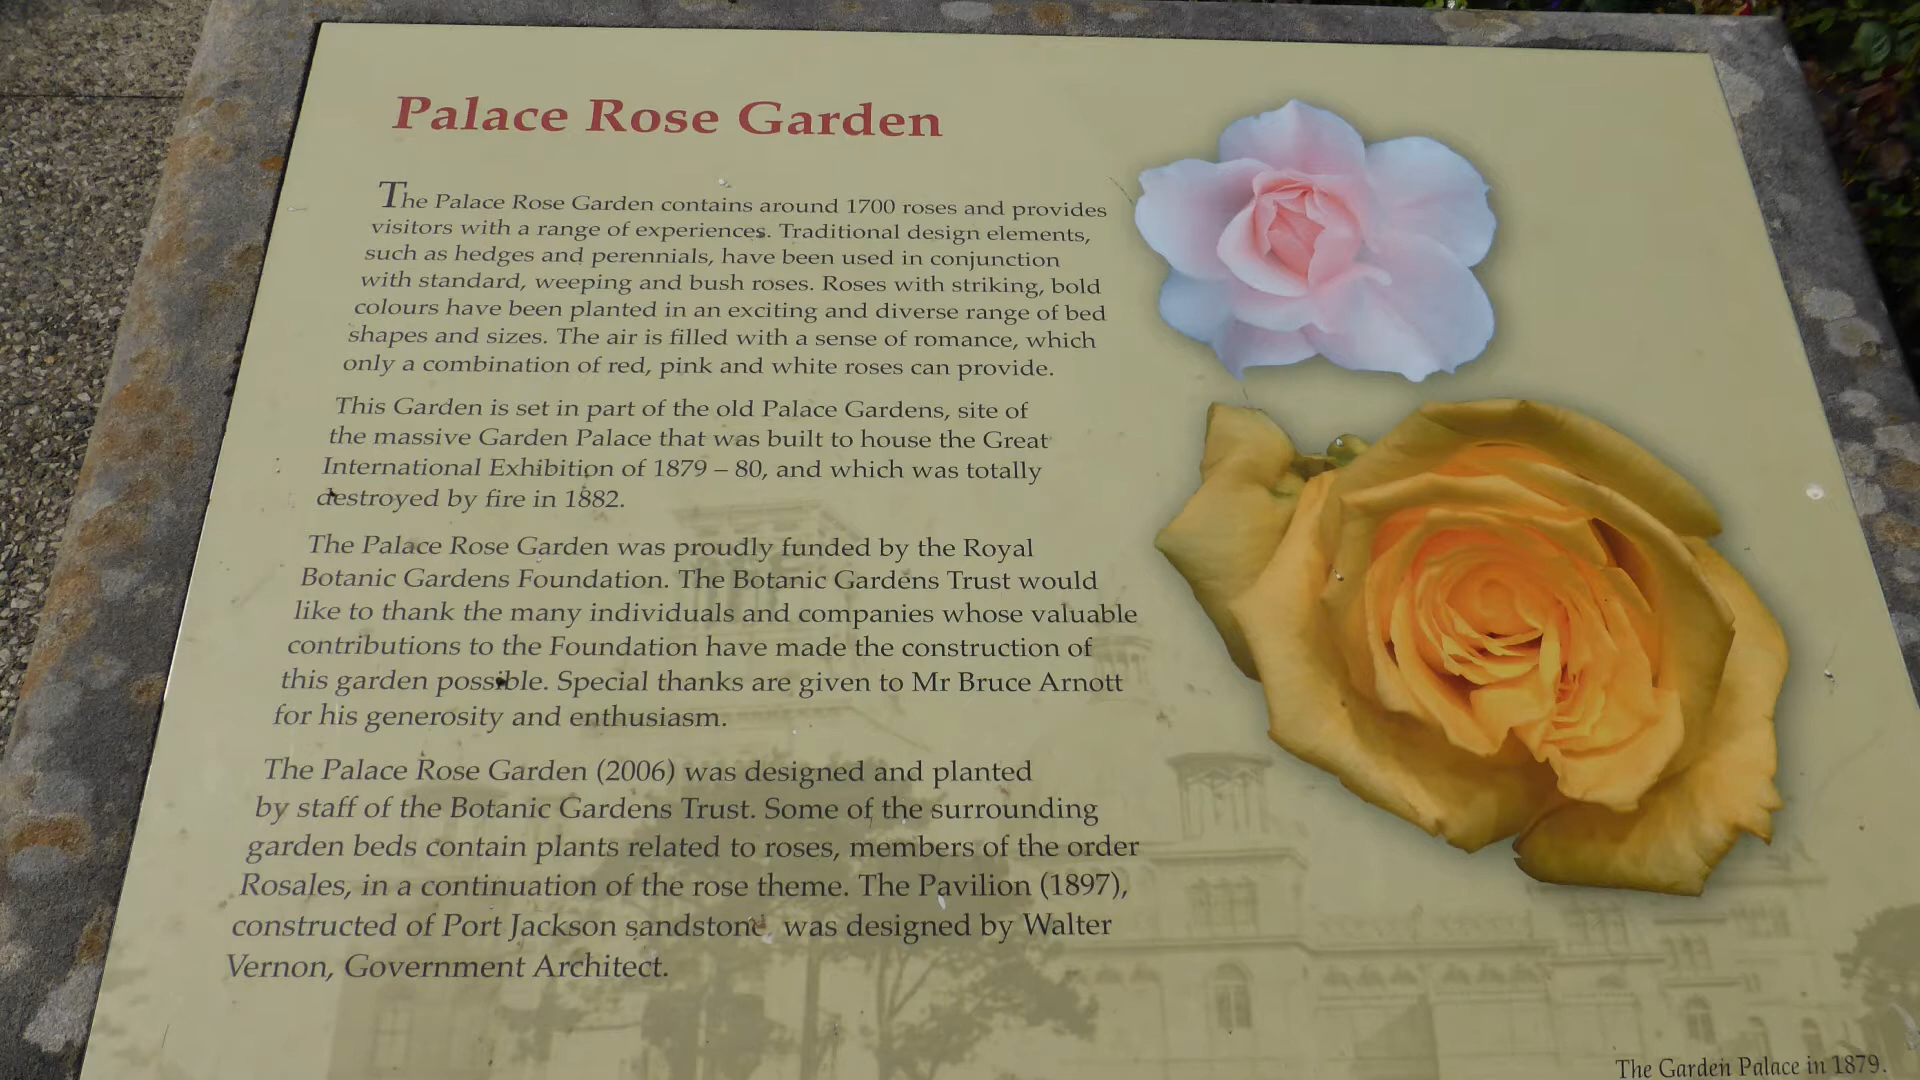 Palace Rose Garden
The Palace Rose Garden contains around 1700 roses and provides
visitors with a range of experiences. Traditional design elements,
such as hedges and perennials, have been used in conjunction
with standard, weeping and bush roses. Roses with striking, bold
colours have been planted in an exciting and diverse range of bed
shapes and sizes. The air is filled with a sense of romance, which
only a combination of red, pink and white roses can provide.
This Garden is set in part of the old Palace Gardens, site of
the massive Garden Palace that was built to house the Great
International Exhibition of 1879 – 80, and which was totally
destroyed by fire in 1882.
The Palace Rose Garden was proudly funded by the Royal
Botanic Gardens Foundation. The Botanic Gardens Trust would
like to thank the many individuals and companies whose valuable
contributions to the Foundation have made the construction of
this garden possible. Special thanks are given to Mr Bruce Arnott
for his generosity and enthusiasm.
The Palace Rose Garden (2006) was designed and planted
by staff of the Botanic Gardens Trust. Some of the surrounding
garden beds contain plants related to roses, members of the order
Rosales, in a continuation of the rose theme. The Pavilion (1897),
constructed of Port Jackson sandstone, was designed by Walter
Vernon, Government Architect.
The Garden Palace in 1879.